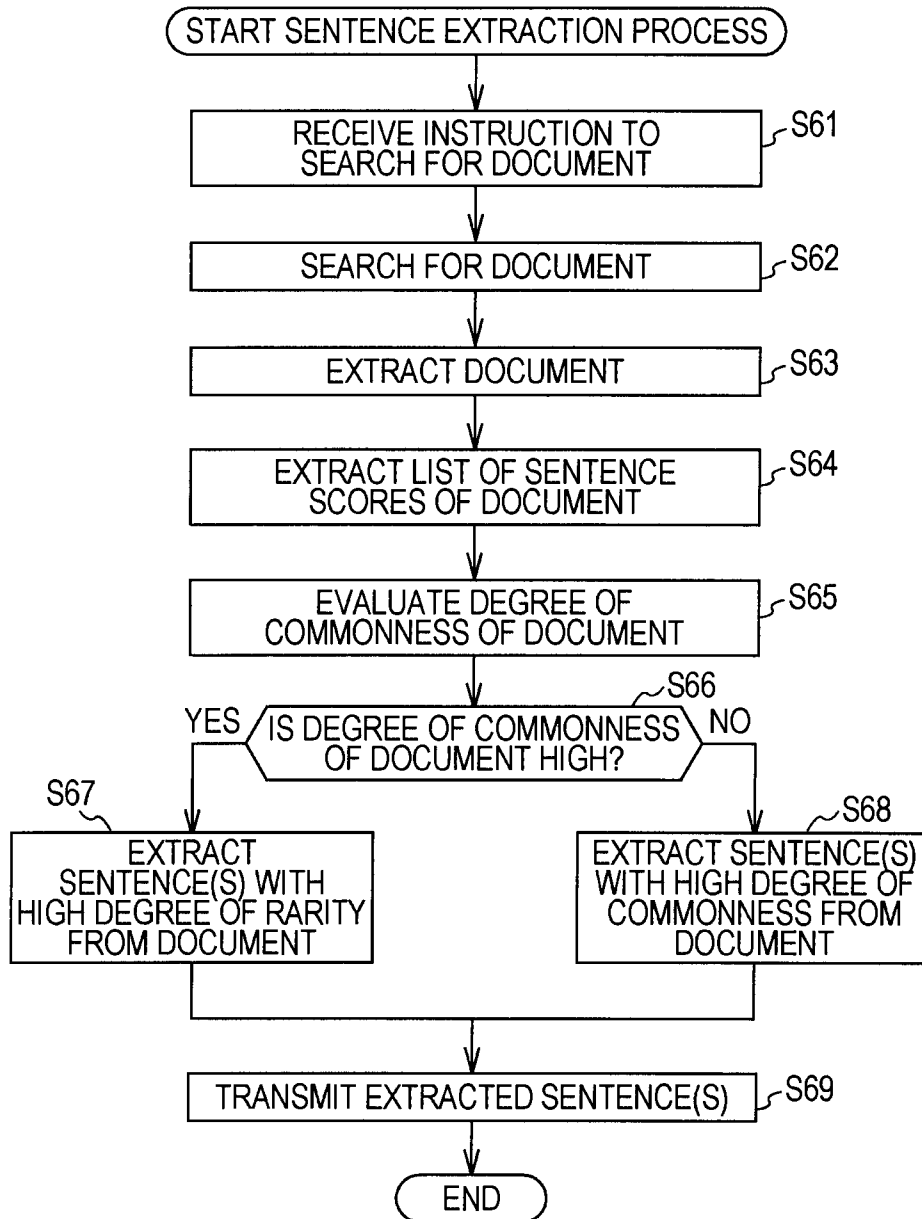 START SENTENCE EXTRACTION PROCESS
RECEIVE INSTRUCTION TO
SEARCH FOR DOCUMENT
S61
SEARCH FOR DOCUMENT
S62
EXTRACT DOCUMENT
S63
EXTRACT LIST OF SENTENCE
SCORES OF DOCUMENT
S64
EVALUATE DEGREE OF
COMMONNESS OF DOCUMENT
S65
S66
YES
IS DEGREE OF COMMONNESS
OF DOCUMENT HIGH?
NO
S67
EXTRACT
SENTENCE(S) WITH
HIGH DEGREE OF RARITY
FROM DOCUMENT
S68
EXTRACT SENTENCE(S)
WITH HIGH DEGREE OF
COMMONNESS FROM
DOCUMENT
TRANSMIT EXTRACTED SENTENCE(S)
S69
END